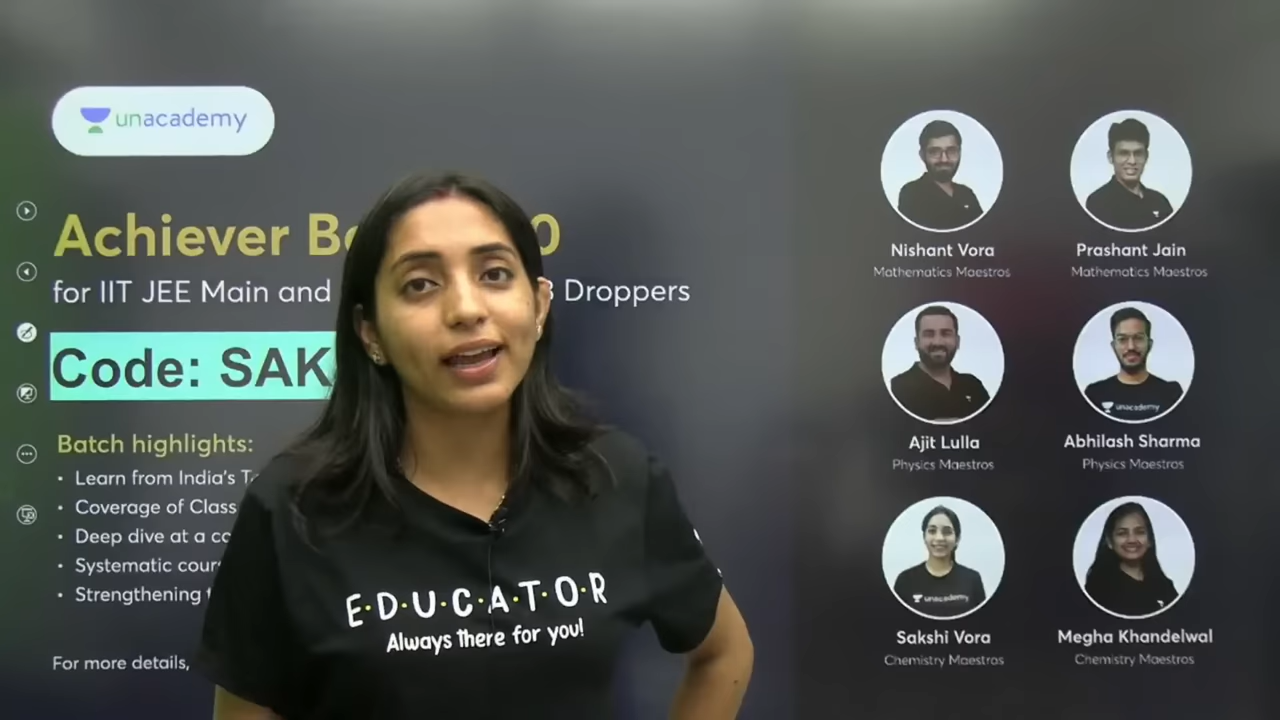 unacademy
Achiever B 0
for IIT JEE Main and Droppers
Code: SAK
Batch highlights:
• Learn from India's
• Coverage of Class
• Deep dive at a
• Systematic
• Strengthening
For more details,
E·D·U·C·A·T·O·R
Always there for you!
Nishant Vora
Mathematics Maestros
Prashant Jain
Mathematics Maestros
Ajit Lulla
Physics Maestros
unacademy
Abhilash Sharma
Physics Maestros
unacademy
Sakshi Vora
Chemistry Maestros
Megha Khandelwal
Chemistry Maestros